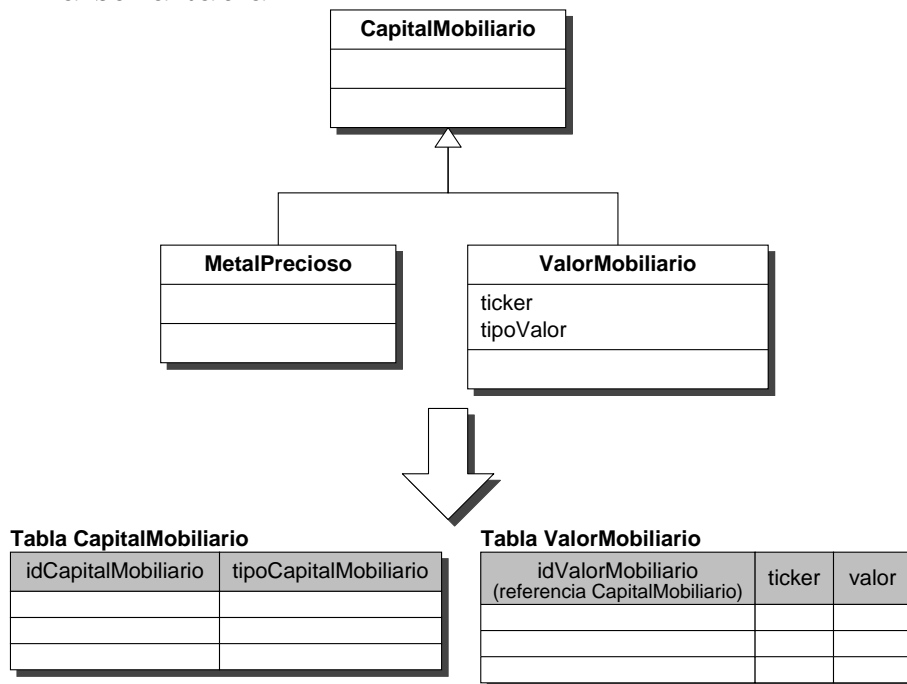 CapitalMobiliario
MetalPrecioso
ValorMobiliario
ticker
tipoValor
Tabla CapitalMobiliario
idCapitalMobiliario tipoCapitalMobiliario
Tabla ValorMobiliario
idValorMobiliario ticker valor
(referencia CapitalMobiliario)